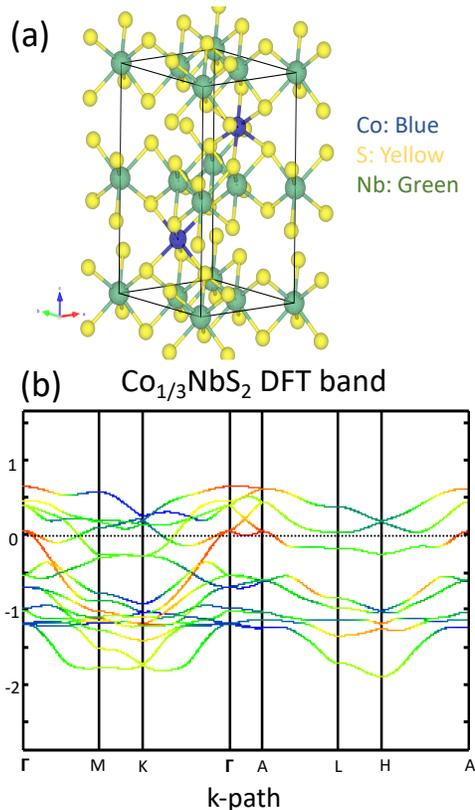 (a)
Co: Blue
S: Yellow
Nb: Green
(b) Co1/3NbS2 DFT band
1
0
-1
-2
Γ M K Γ A L H A
k-path